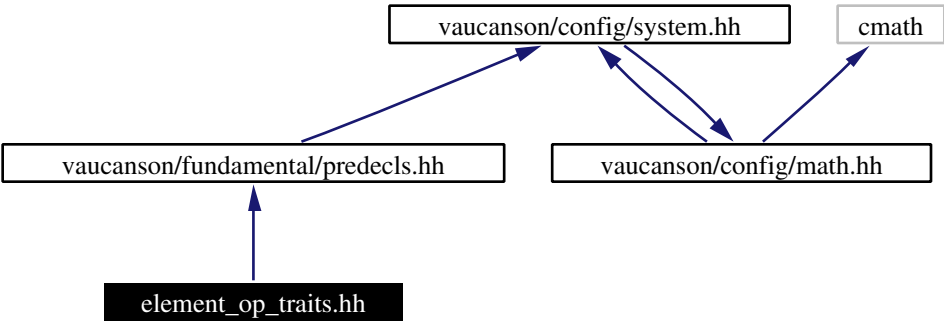 vaucanson/config/system.hh
cmath
vaucanson/fundamental/predecls.hh
vaucanson/config/math.hh
element_op_traits.hh